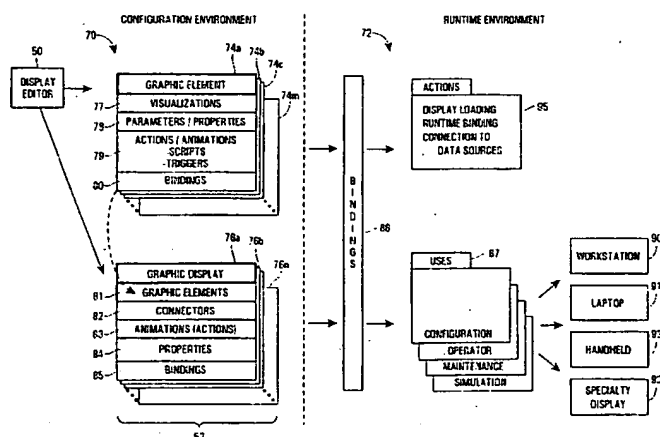 CONFIGURATION ENVIRONMENT
RUNTIME ENVIRONMENT
70
72
50
DISPLAY
EDITOR
74a
74b
74c
74m
GRAPHIC ELEMENT
77
VISUALIZATIONS
78
PARAMETERS / PROPERTIES
79
ACTIONS / ANIMATIONS
-SCRIPTS
-TRIGGERS
80
BINDINGS
76a
76b
76n
GRAPHIC DISPLAY
81
GRAPHIC ELEMENTS
82
CONNECTORS
83
ANIMATIONS (ACTIONS)
84
PROPERTIES
85
BINDINGS
BINDINGS
86
ACTIONS
DISPLAY LOADING
RUNTIME BINDING
CONNECTION TO
DATA SOURCES
95
USES
87
CONFIGURATION
OPERATOR
MAINTENANCE
SIMULATION
90
WORKSTATION
91
LAPTOP
93
HANDHELD
SPECIALTY
DISPLAY